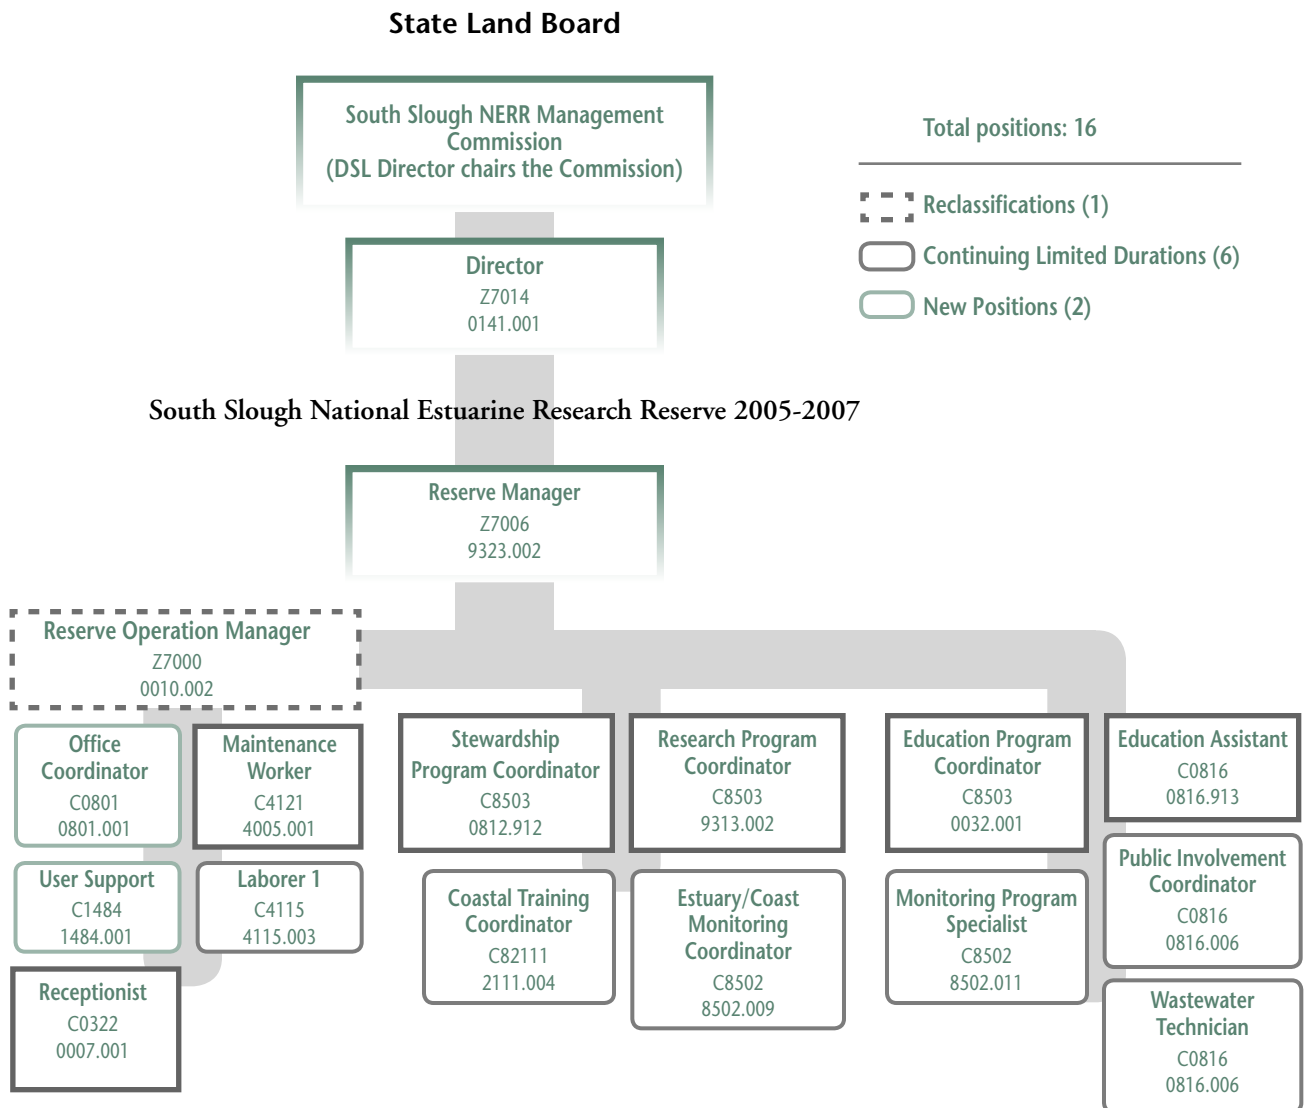 State Land Board
South Slough NERR Management
Commission
(DSL Director chairs the Commission)
Total positions: 16
Reclassifications (1)
Continuing Limited Durations (6)
New Positions (2)
Director
Z7014
0141.001
South Slough National Estuarine Research Reserve 2005-2007
Reserve Manager
Z7006
9323.002
Reserve Operation Manager
Z7000
0010.002
Office
Coordinator
C0801
0801.001
Maintenance
Worker
C4121
4005.001
User Support
C1484
1484.001
Laborer 1
C4115
4115.003
Receptionist
C0322
0007.001
Stewardship
Program Coordinator
C8503
0812.912
Research Program
Coordinator
C8503
9313.002
Coastal Training
Coordinator
C82111
2111.004
Estuary/Coast
Monitoring
Coordinator
C8502
8502.009
Education Program
Coordinator
C8503
0032.001
Education Assistant
C0816
0816.913
Monitoring Program
Specialist
C8502
8502.011
Public Involvement
Coordinator
C0816
0816.006
Wastewater
Technician
C0816
0816.006